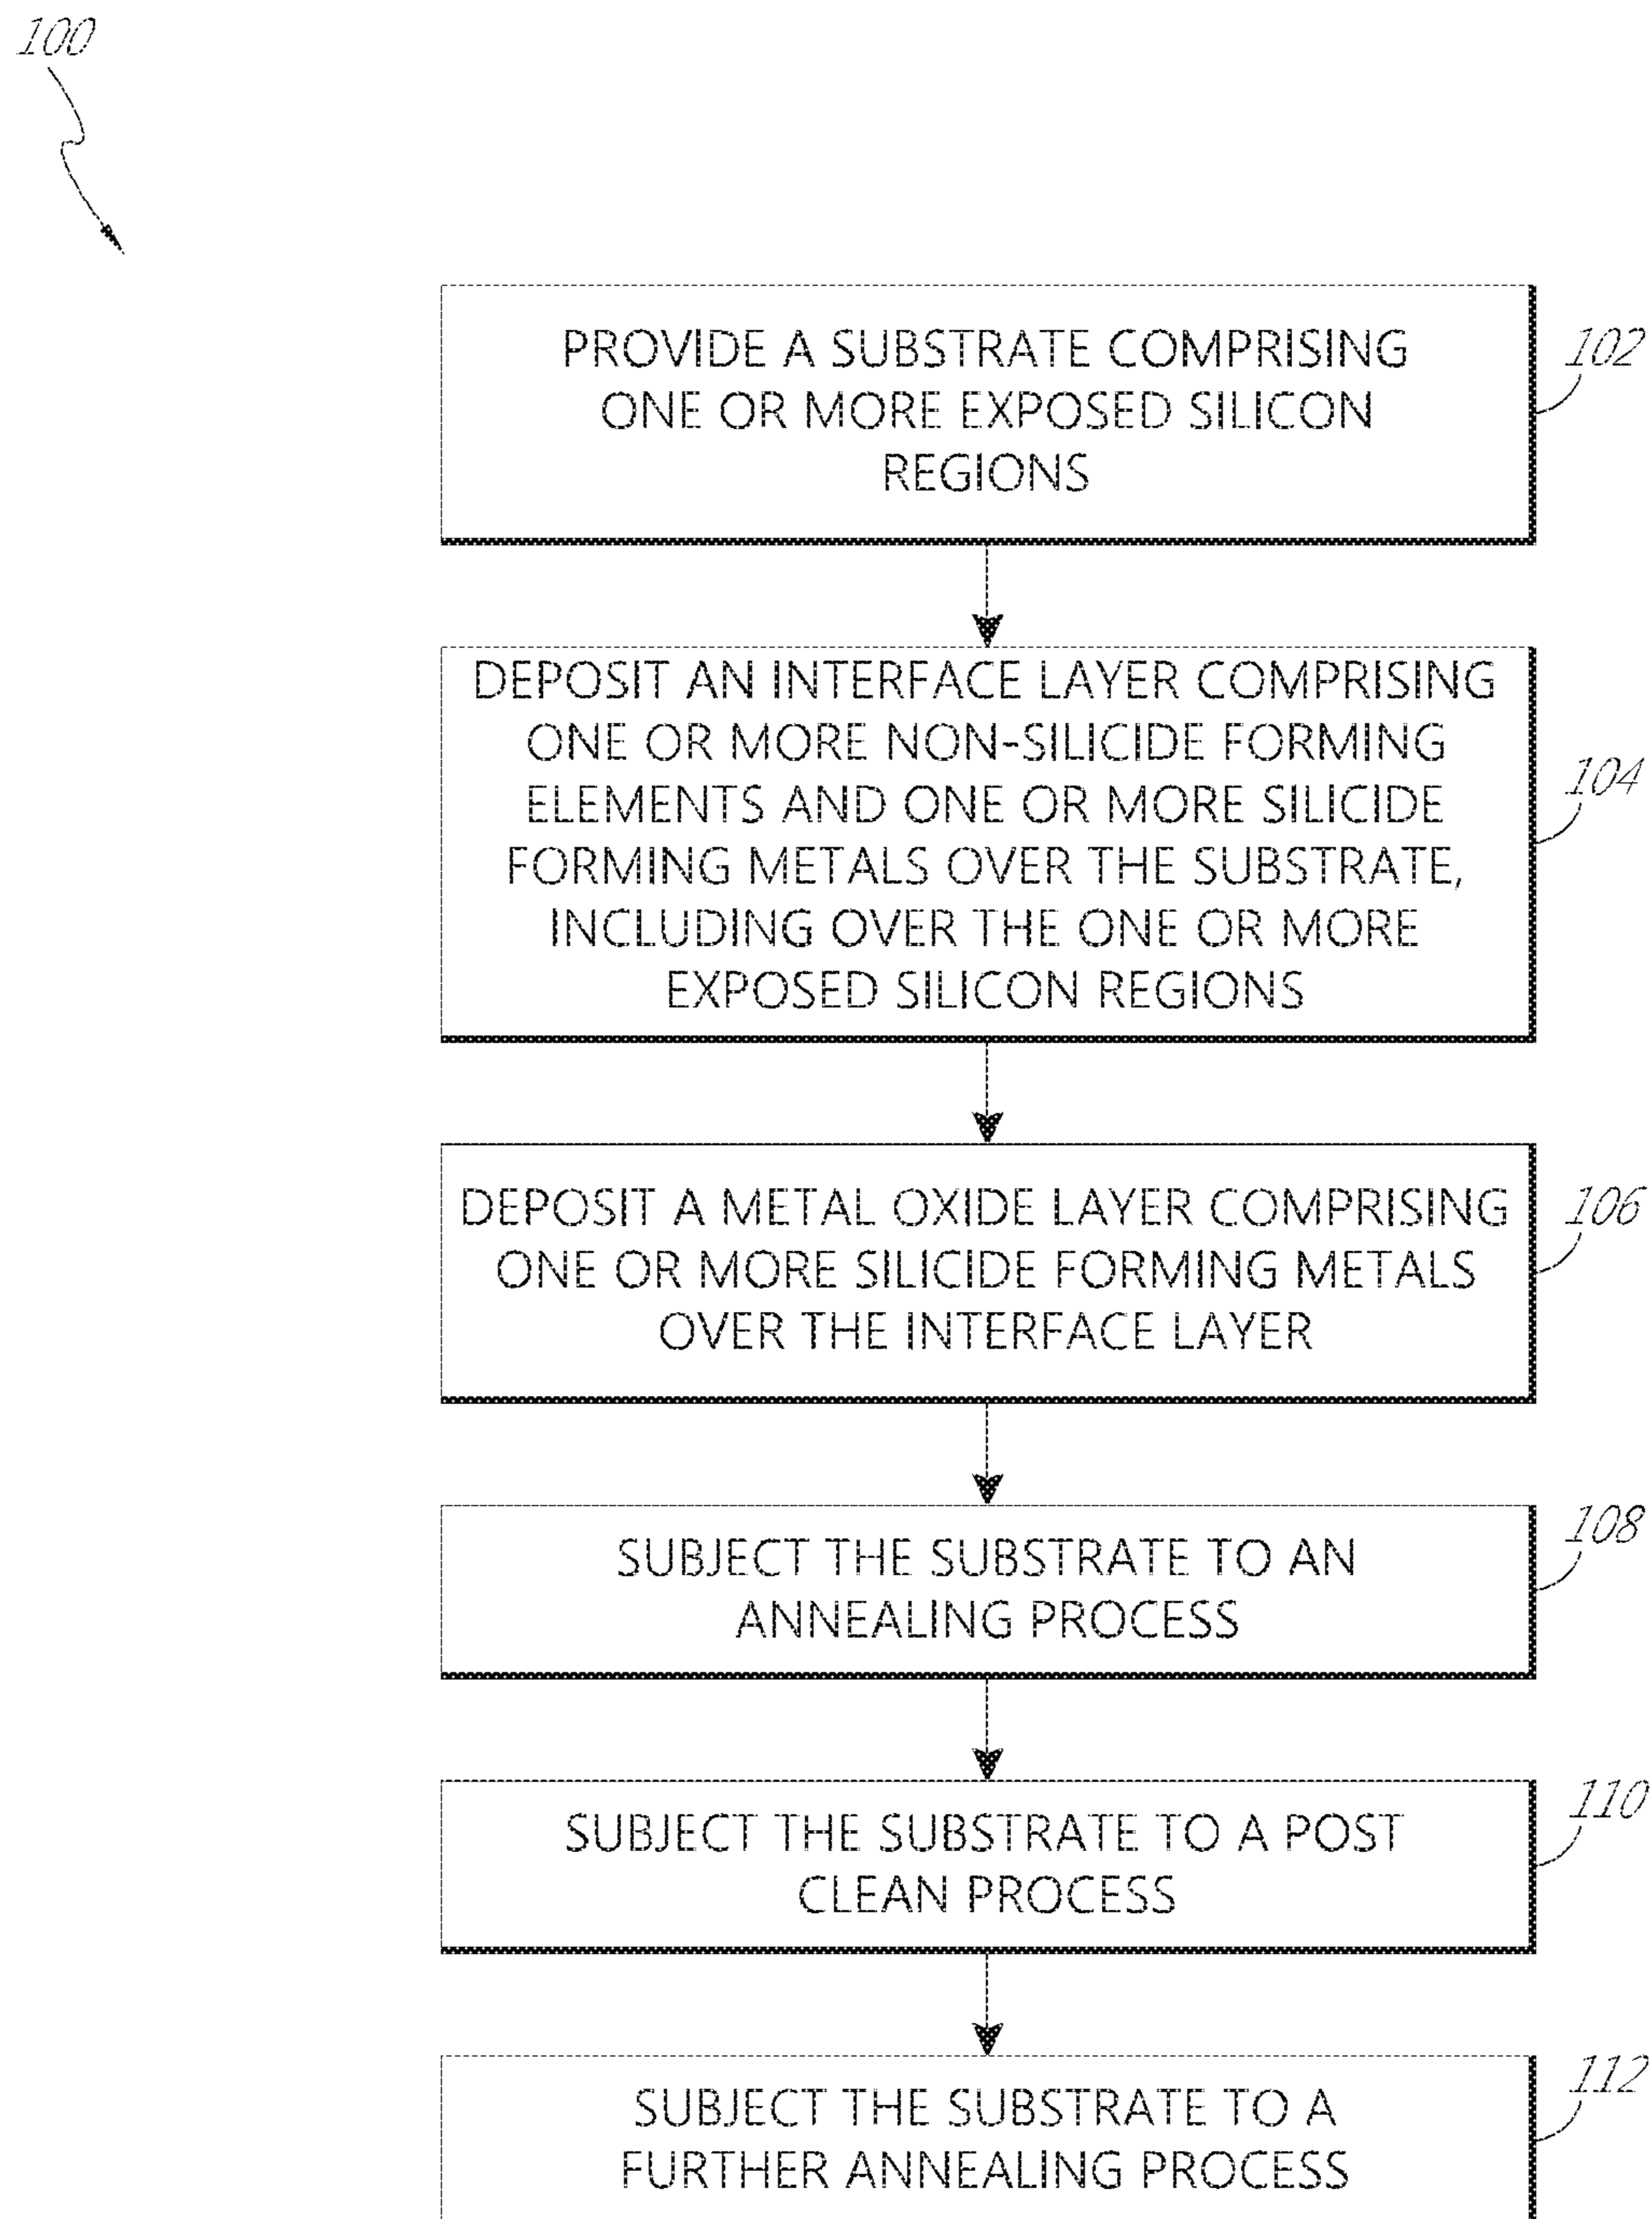 100
PROVIDE A SUBSTRATE COMPRISING
ONE OR MORE EXPOSED SILICON
REGIONS
102
DEPOSIT AN INTERFACE LAYER COMPRISING
ONE OR MORE NON-SILICIDE FORMING
ELEMENTS AND ONE OR MORE SILICIDE
FORMING METALS OVER THE SUBSTRATE,
INCLUDING OVER THE ONE OR MORE
EXPOSED SILICON REGIONS
104
DEPOSIT A METAL OXIDE LAYER COMPRISING
ONE OR MORE SILICIDE FORMING METALS
OVER THE INTERFACE LAYER
106
SUBJECT THE SUBSTRATE TO AN
ANNEALING PROCESS
108
SUBJECT THE SUBSTRATE TO A POST
CLEAN PROCESS
110
SUBJECT THE SUBSTRATE TO A
FURTHER ANNEALING PROCESS
112